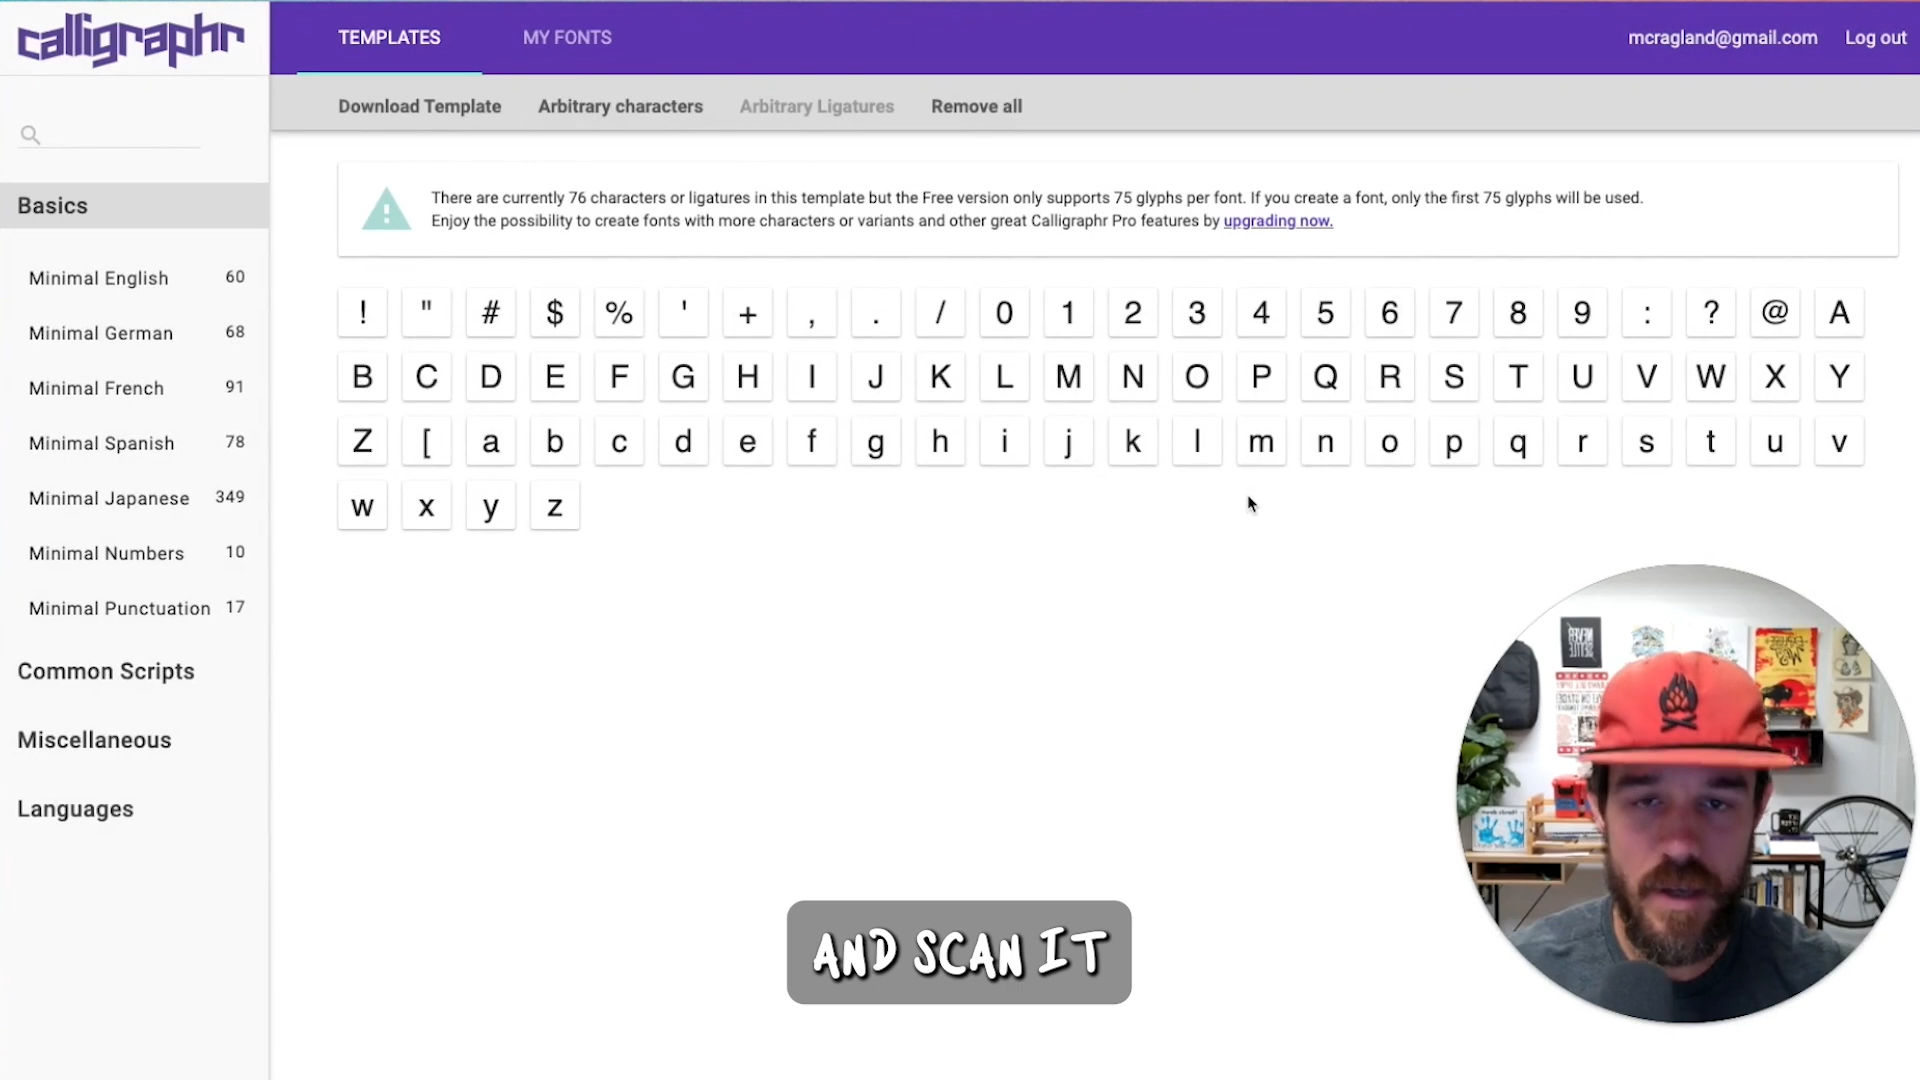 calligraphr
TEMPLATES
MY FONTS
mcragland@gmail.com
Log out
Download Template
Arbitrary characters
Arbitrary Ligatures
Remove all
Basics
Minimal English 60
Minimal German 68
Minimal French 91
Minimal Spanish 78
Minimal Japanese 349
Minimal Numbers 10
Minimal Punctuation 17
Common Scripts
Miscellaneous
Languages
There are currently 76 characters or ligatures in this template but the Free version only supports 75 glyphs per font. If you create a font, only the first 75 glyphs will be used.
Enjoy the possibility to create fonts with more characters or variants and other great Calligraphr Pro features by upgrading now.
! " # $ % ' + , . / 0 1 2 3 4 5 6 7 8 9 : ? @ A
B C D E F G H I J K L M N O P Q R S T U V W X Y
Z [ a b c d e f g h i j k l m n o p q r s t u v
w x y z
NEVER
SETTLE
AND SCAN IT